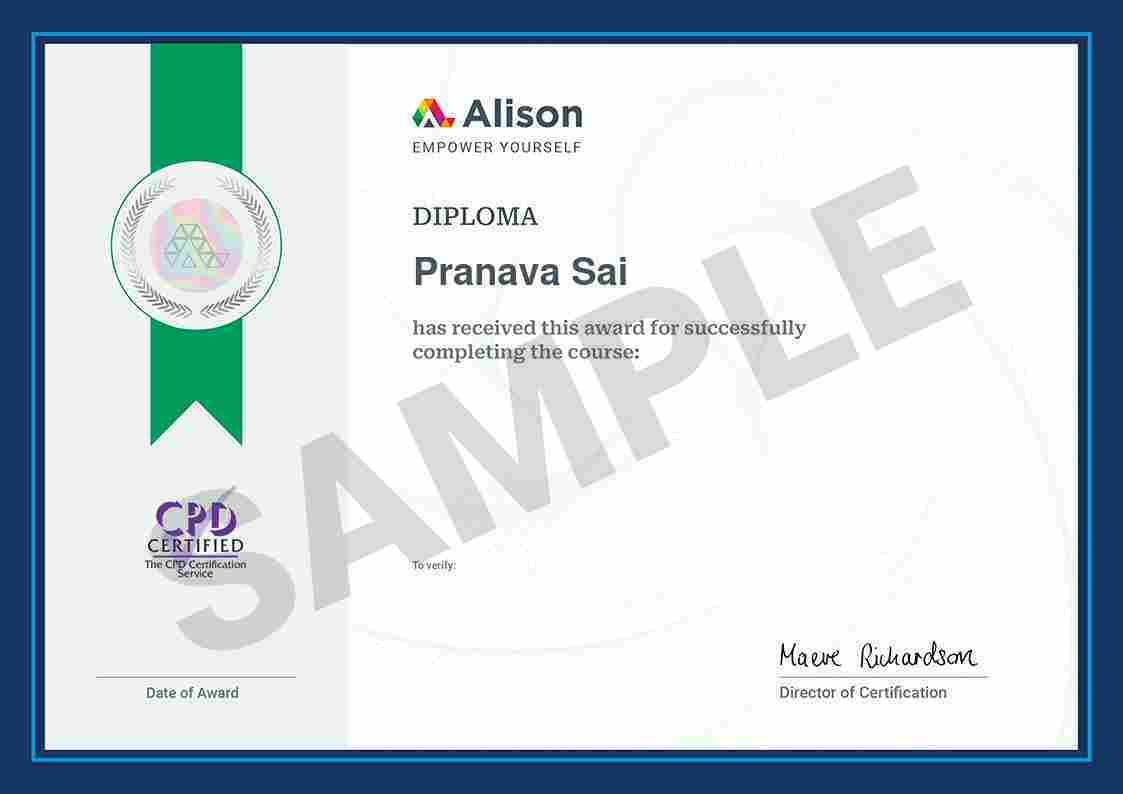 Alison
EMPOWER YOURSELF
DIPLOMA
Pranava Sai
has received this award for successfully
completing the course:
SAMPLE
CPD
CERTIFIED
The CPD Certification
Service
To verify:
Maeve Richardson
Date of Award
Director of Certification